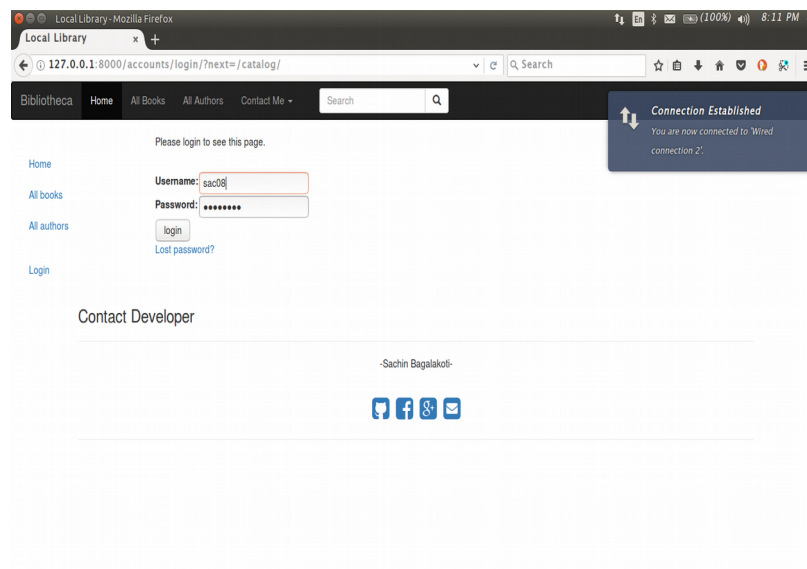 Local Library - Mozilla Firefox
En (100%) 8:11 PM
Local Library × +
127.0.0.1:8000/accounts/login/?next=/catalog/
Search
Bibliotheca Home All Books All Authors Contact Me Search
Connection Established
You are now connected to 'Wired
connection 2'.
Please login to see this page.
Home
All books
All authors
Login
Username: sac08
Password: ••••••••
login
Lost password?
Contact Developer
-Sachin Bagalakoti-